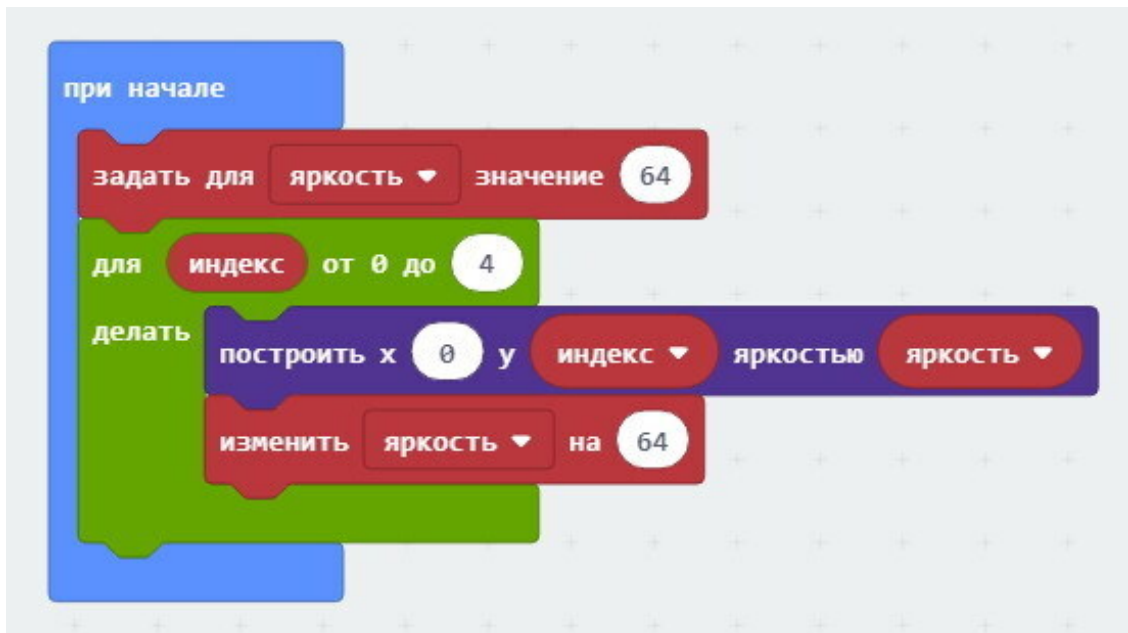 при начале
задать для яркость значение 64
для индекс от 0 до 4
делать
построить x 0 y индекс яркостью яркость
изменить яркость на 64